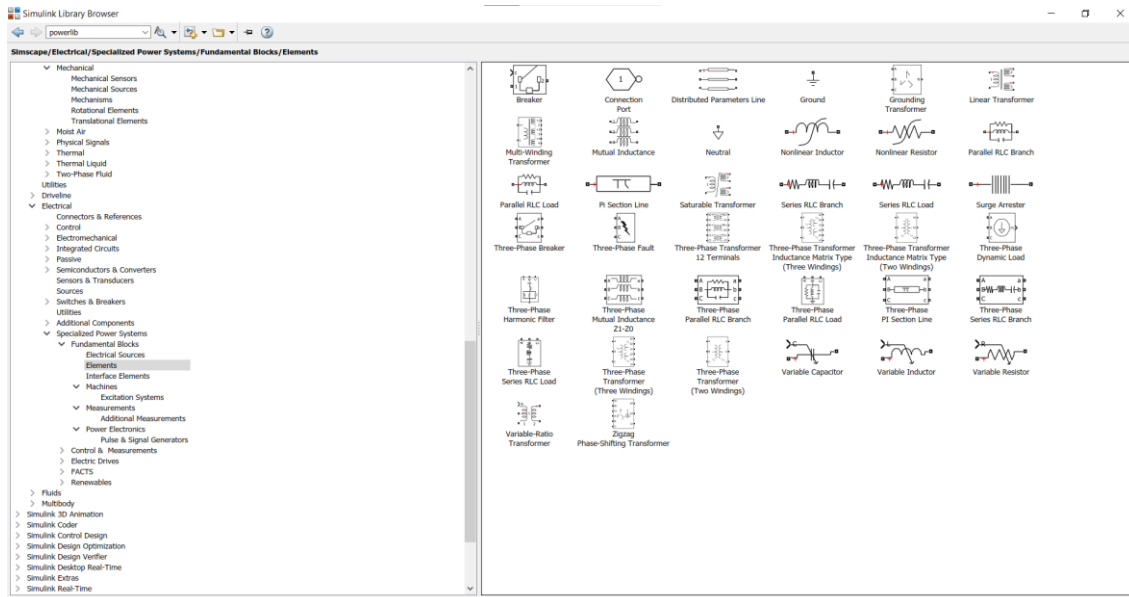 Simulink Library Browser
powerlib
Simscape/Electrical/Specialized Power Systems/Fundamental Blocks/Elements
Mechanical
Mechanical Sensors
Mechanical Sources
Mechanisms
Rotational Elements
Translational Elements
Moist Air
Physical Signals
Thermal
Thermal Liquid
Two-Phase Fluid
Utilities
Driveline
Electrical
Connectors & References
Control
Electromechanical
Integrated Circuits
Passive
Semiconductors & Converters
Sensors & Transducers
Sources
Switches & Breakers
Utilities
Additional Components
Specialized Power Systems
Fundamental Blocks
Electrical Sources
Elements
Interface Elements
Machines
Excitation Systems
Measurements
Additional Measurements
Power Electronics
Pulse & Signal Generators
Control & Measurements
Electric Drives
FACTS
Renewables
Fluids
Multibody
Simulink 3D Animation
Simulink Coder
Simulink Control Design
Simulink Design Optimization
Simulink Design Verifier
Simulink Desktop Real-Time
Simulink Extras
Simulink Real-Time
Breaker
1
Connection
Port
Distributed Parameters Line
Ground
Grounding
Transformer
Linear Transformer
Multi-Winding
Transformer
Mutual Inductance
Neutral
Nonlinear Inductor
Nonlinear Resistor
Parallel RLC Branch
Parallel RLC Load
Pi Section Line
Saturable Transformer
Series RLC Branch
Series RLC Load
Surge Arrester
Three-Phase Breaker
Three-Phase Fault
Three-Phase Transformer
12 Terminals
Three-Phase Transformer
Inductance Matrix Type
(Three Windings)
Three-Phase Transformer
Inductance Matrix Type
(Two Windings)
Three-Phase
Dynamic Load
Three-Phase
Harmonic Filter
Three-Phase
Mutual Inductance
Z1-Z0
Three-Phase
Parallel RLC Branch
Three-Phase
Parallel RLC Load
Three-Phase
PI Section Line
Three-Phase
Series RLC Branch
Three-Phase
Series RLC Load
Three-Phase
Transformer
(Three Windings)
Three-Phase
Transformer
(Two Windings)
Variable Capacitor
Variable Inductor
Variable Resistor
Variable-Ratio
Transformer
Zigzag
Phase-Shifting Transformer